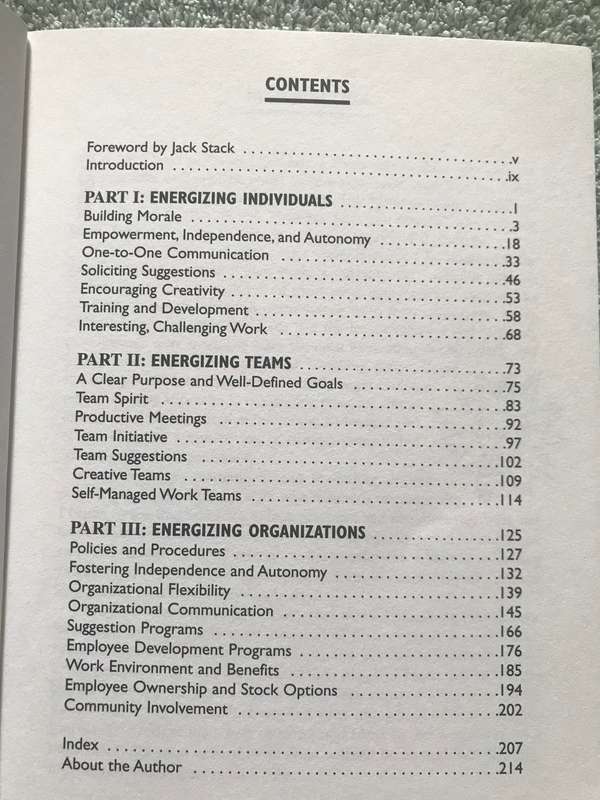 CONTENTS
Foreword by Jack Stack . . . . . . . . . . . . . . . . . . . . . . . . . . . . . . .v
Introduction . . . . . . . . . . . . . . . . . . . . . . . . . . . . . . . . . . . . . . .ix
PART I: ENERGIZING INDIVIDUALS . . . . . . . . . . . . . . . . . . . .1
Building Morale . . . . . . . . . . . . . . . . . . . . . . . . . . . . . . . . . . . . .3
Empowerment, Independence, and Autonomy . . . . . . . . . . . . . .18
One-to-One Communication . . . . . . . . . . . . . . . . . . . . . . . . .33
Soliciting Suggestions . . . . . . . . . . . . . . . . . . . . . . . . . . . . . . .46
Encouraging Creativity . . . . . . . . . . . . . . . . . . . . . . . . . . . . . .53
Training and Development . . . . . . . . . . . . . . . . . . . . . . . . . . .58
Interesting, Challenging Work . . . . . . . . . . . . . . . . . . . . . . . . .68
PART II: ENERGIZING TEAMS . . . . . . . . . . . . . . . . . . . . . . . .73
A Clear Purpose and Well-Defined Goals . . . . . . . . . . . . . . . . .75
Team Spirit . . . . . . . . . . . . . . . . . . . . . . . . . . . . . . . . . . . . . . .83
Productive Meetings . . . . . . . . . . . . . . . . . . . . . . . . . . . . . . . .92
Team Initiative . . . . . . . . . . . . . . . . . . . . . . . . . . . . . . . . . . . .97
Team Suggestions . . . . . . . . . . . . . . . . . . . . . . . . . . . . . . . . .102
Creative Teams . . . . . . . . . . . . . . . . . . . . . . . . . . . . . . . . . . .109
Self-Managed Work Teams . . . . . . . . . . . . . . . . . . . . . . . . . . .114
PART III: ENERGIZING ORGANIZATIONS . . . . . . . . . . . . . . .125
Policies and Procedures . . . . . . . . . . . . . . . . . . . . . . . . . . . . .127
Fostering Independence and Autonomy . . . . . . . . . . . . . . . . . .132
Organizational Flexibility . . . . . . . . . . . . . . . . . . . . . . . . . . . . .139
Organizational Communication . . . . . . . . . . . . . . . . . . . . . . . .145
Suggestion Programs . . . . . . . . . . . . . . . . . . . . . . . . . . . . . . .166
Employee Development Programs . . . . . . . . . . . . . . . . . . . . . .176
Work Environment and Benefits . . . . . . . . . . . . . . . . . . . . . . .185
Employee Ownership and Stock Options . . . . . . . . . . . . . . . . .194
Community Involvement . . . . . . . . . . . . . . . . . . . . . . . . . . . .202
Index . . . . . . . . . . . . . . . . . . . . . . . . . . . . . . . . . . . . . . . . . .207
About the Author . . . . . . . . . . . . . . . . . . . . . . . . . . . . . . . . .214